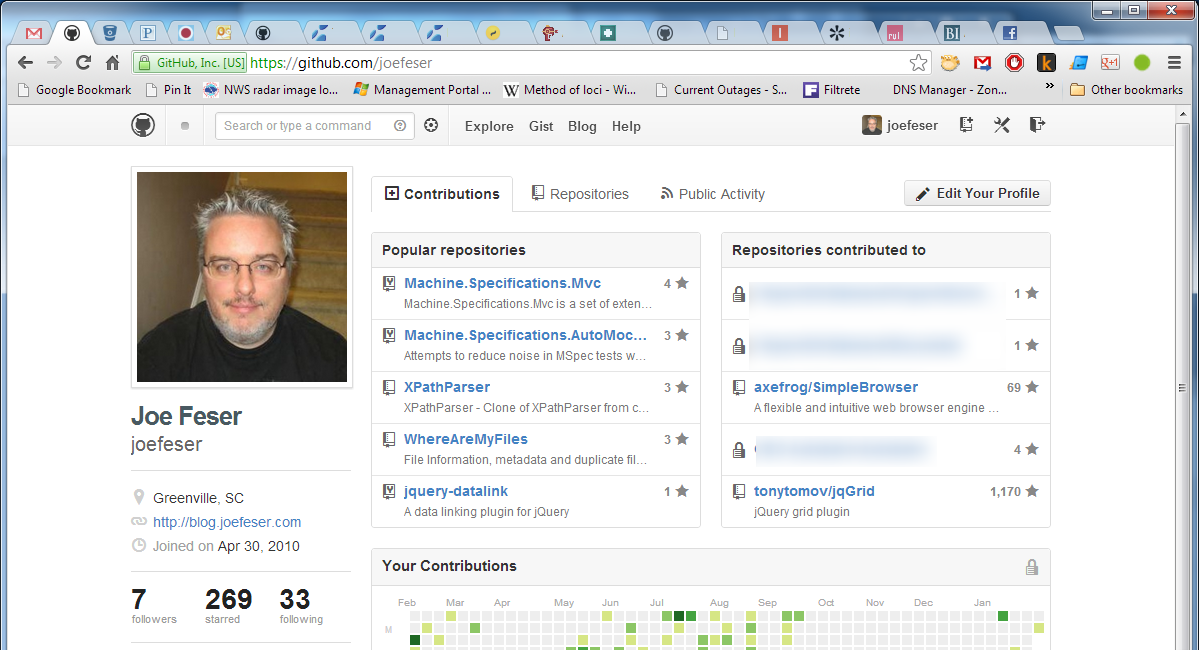 GitHub, Inc. [US] https://github.com/joefeser
Google Bookmark Pin It NWS radar image lo... Management Portal ... Method of loci - Wi... Current Outages - S... Filtrete DNS Manager - Zon... » Other bookmarks
Search or type a command Explore Gist Blog Help joefeser
Contributions Repositories Public Activity Edit Your Profile
Popular repositories
Machine.Specifications.Mvc 4
Machine.Specifications.Mvc is a set of exten...
Machine.Specifications.AutoMoc... 3
Attempts to reduce noise in MSpec tests w...
XPathParser 3
XPathParser - Clone of XPathParser from c...
WhereAreMyFiles 3
File Information, metadata and duplicate fil...
jquery-datalink 1
A data linking plugin for jQuery
Repositories contributed to
1
1
axefrog/SimpleBrowser 69
A flexible and intuitive web browser engine ...
4
tonytomov/jqGrid 1,170
jQuery grid plugin
Joe Feser
joefeser
Greenville, SC
http://blog.joefeser.com
Joined on Apr 30, 2010
7 269 33
followers starred following
Your Contributions
Feb Mar Apr May Jun Jul Aug Sep Oct Nov Dec Jan
M